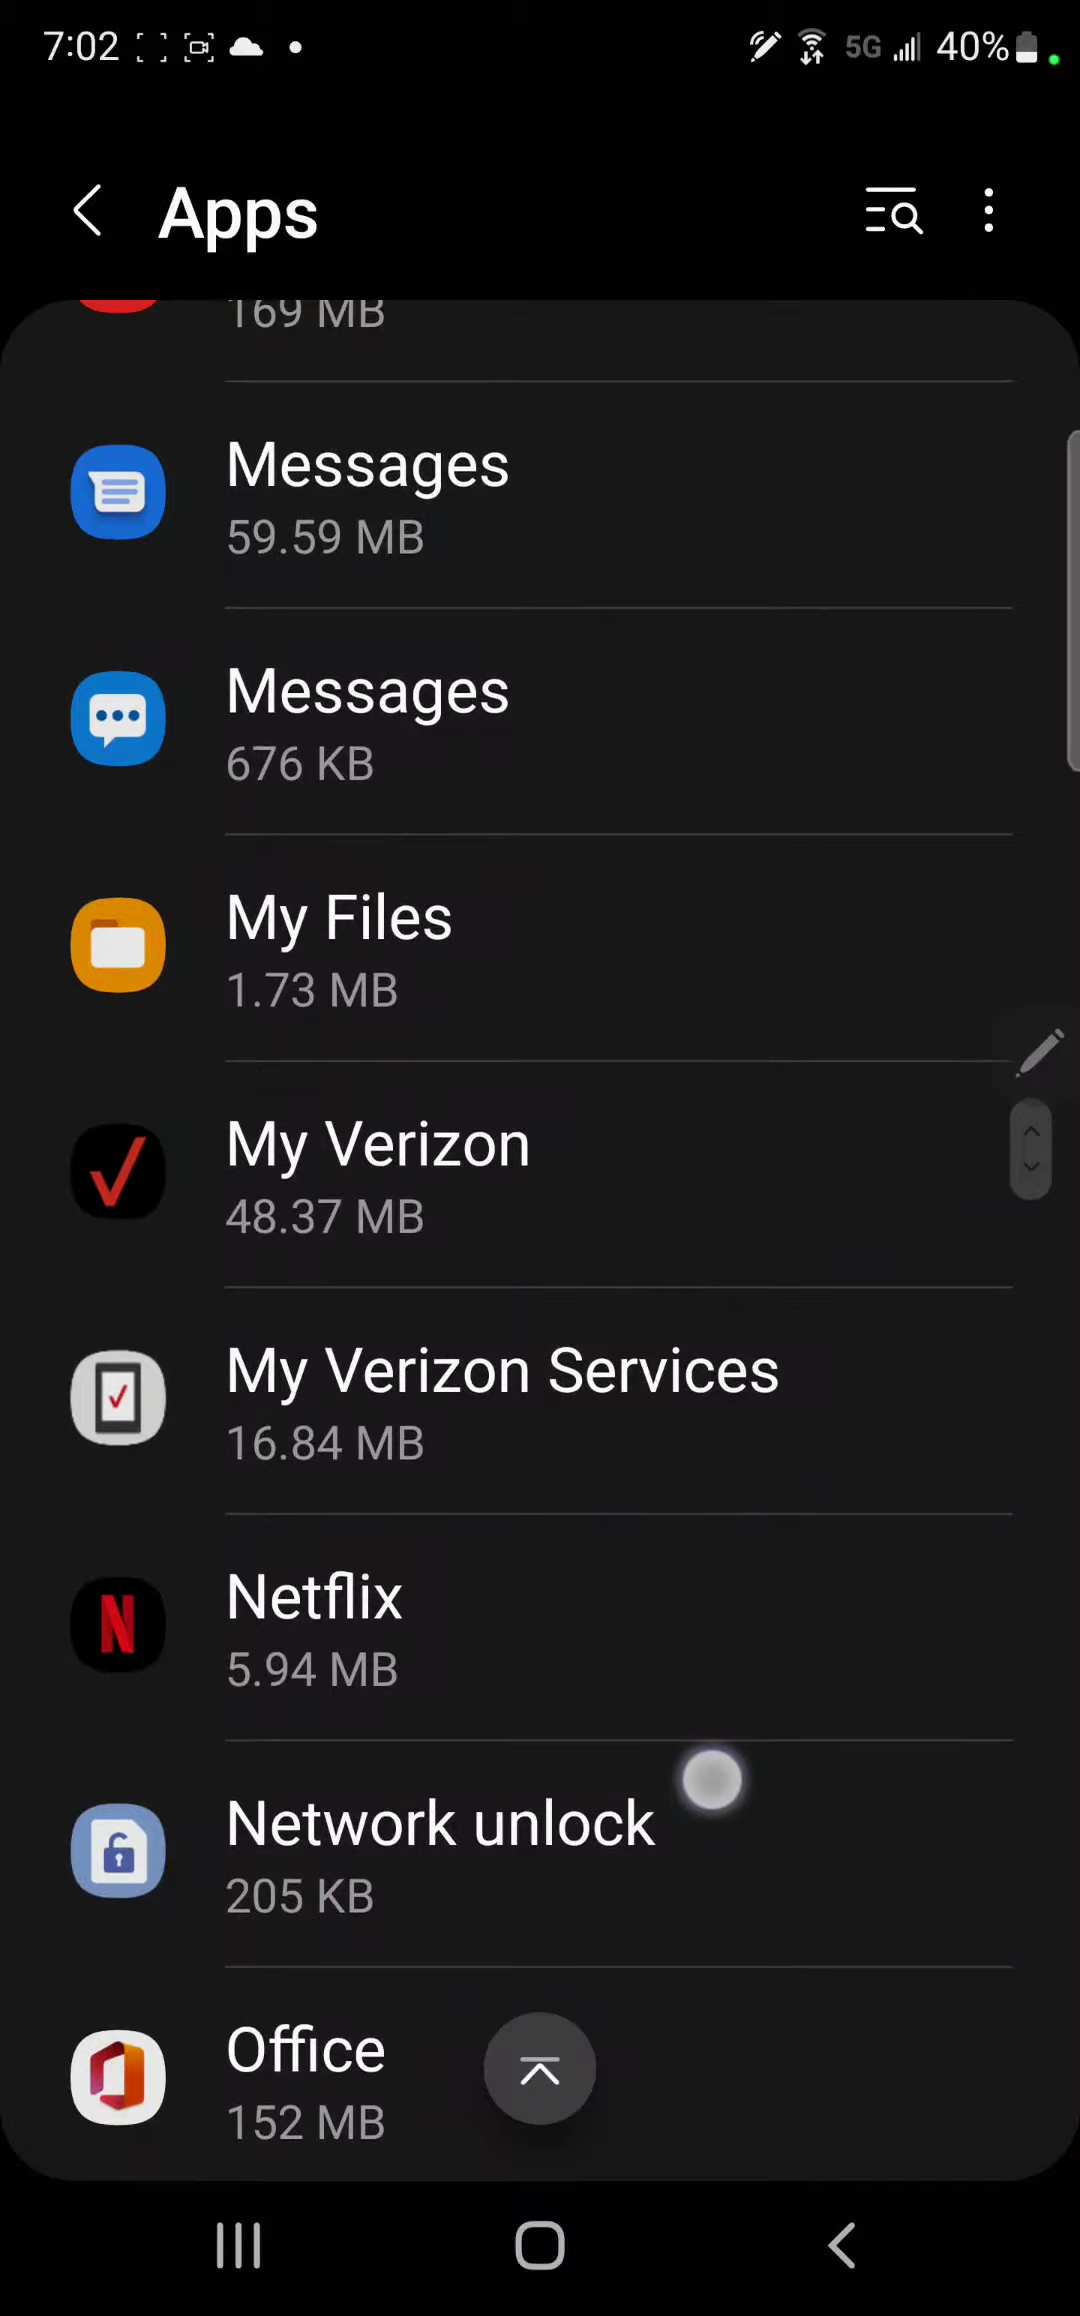 7:02 5G 40%
Apps
169 MB
Messages
59.59 MB
Messages
676 KB
My Files
1.73 MB
My Verizon
48.37 MB
My Verizon Services
16.84 MB
Netflix
5.94 MB
Network unlock
205 KB
Office
152 MB